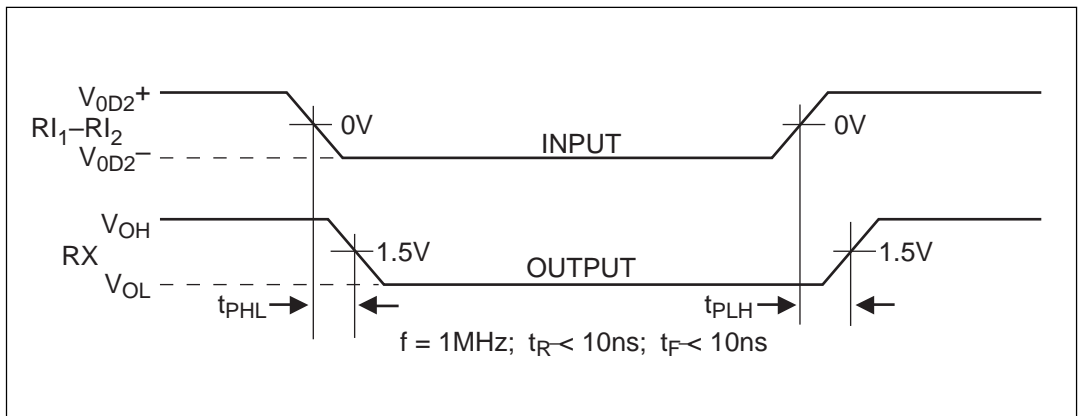 V0D2+
RI1–RI2
V0D2–
0V
INPUT
0V
VOH
RX
VOL
1.5V
OUTPUT
1.5V
tPHL
tPLH
f = 1MHz; tR < 10ns; tF < 10ns